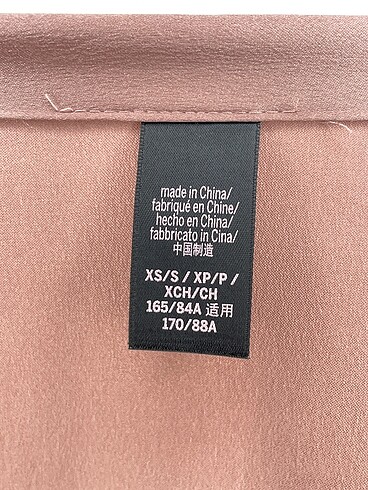 made in China/
fabriqué en Chine/
hecho en China/
fabbricato in Cina/
中国制造
XS/S / XP/P /
XCH/CH
165/84A 适用
170/88A